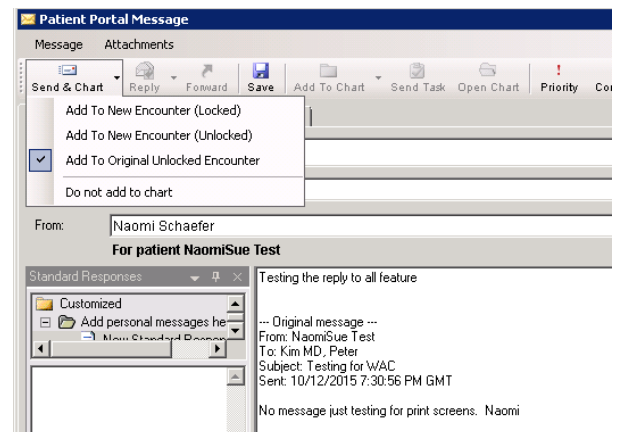 Patient Portal Message
Message Attachments
Send & Chart Reply Forward Save Add To Chart Send Task Open Chart Priority
Add To New Encounter (Locked)
Add To New Encounter (Unlocked)
Add To Original Unlocked Encounter
Do not add to chart
From: Naomi Schaefer
For patient NaomiSue Test
Standard Responses
Customized
Add personal messages he
New Standard Respon
Testing the reply to all feature
--- Original message ---
From: NaomiSue Test
To: Kim MD, Peter
Subject: Testing for WAC
Sent: 10/12/2015 7:30:56 PM GMT
No message just testing for print screens. Naomi